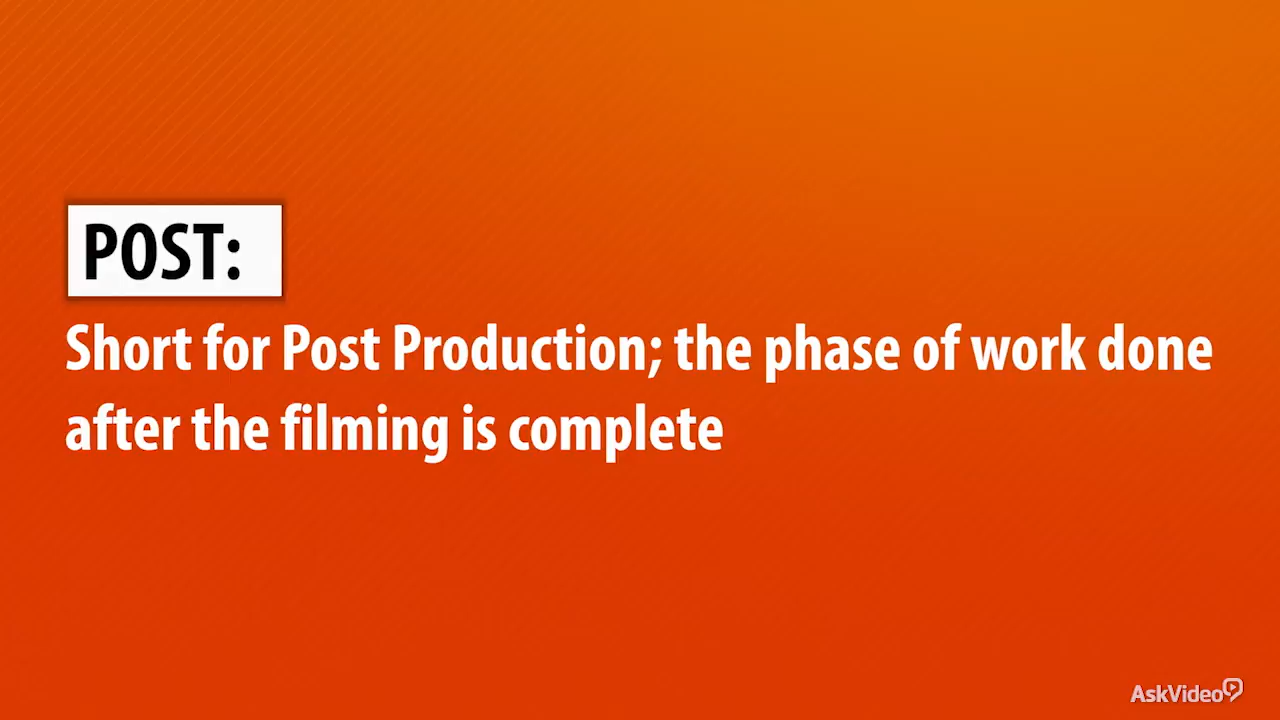 POST:
Short for Post Production; the phase of work done
after the filming is complete
AskVideo